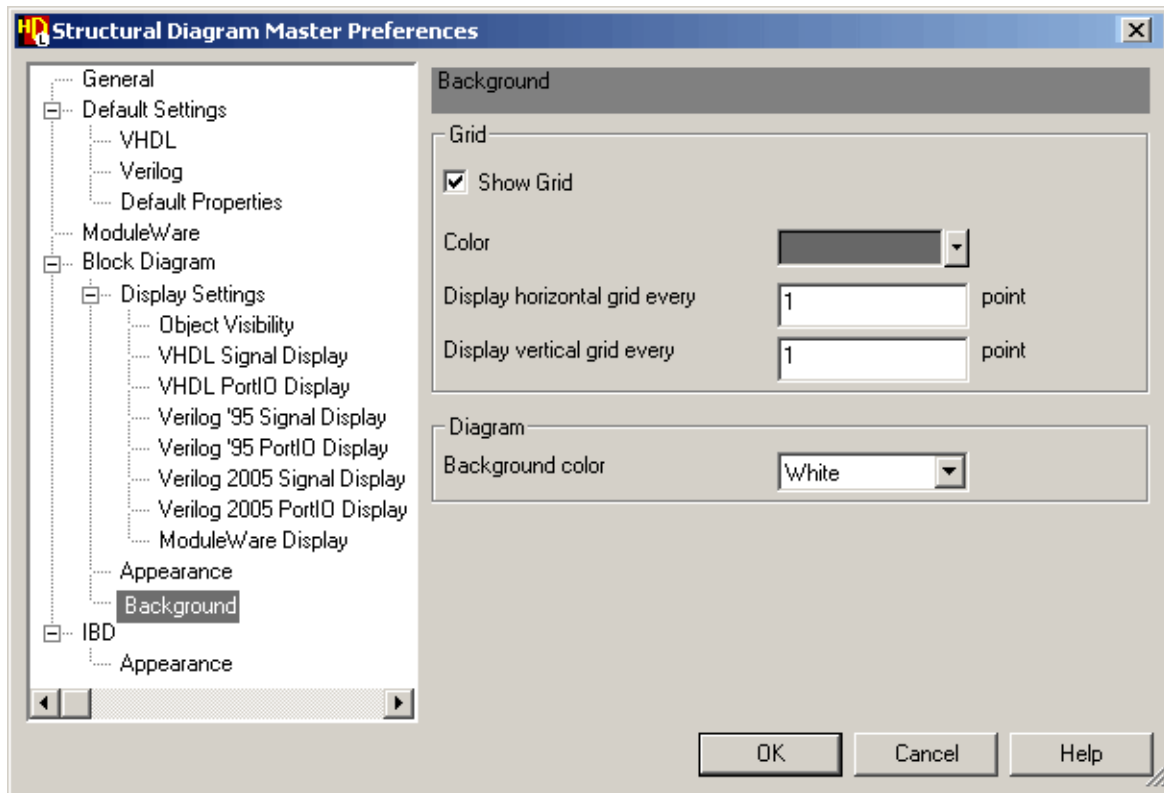 HDL Structural Diagram Master Preferences
General
Default Settings
VHDL
Verilog
Default Properties
ModuleWare
Block Diagram
Display Settings
Object Visibility
VHDL Signal Display
VHDL PortIO Display
Verilog '95 Signal Display
Verilog '95 PortIO Display
Verilog 2005 Signal Display
Verilog 2005 PortIO Display
ModuleWare Display
Appearance
Background
IBD
Appearance
Background
Grid
Show Grid
Color
Display horizontal grid every 1 point
Display vertical grid every 1 point
Diagram
Background color White
OK Cancel Help